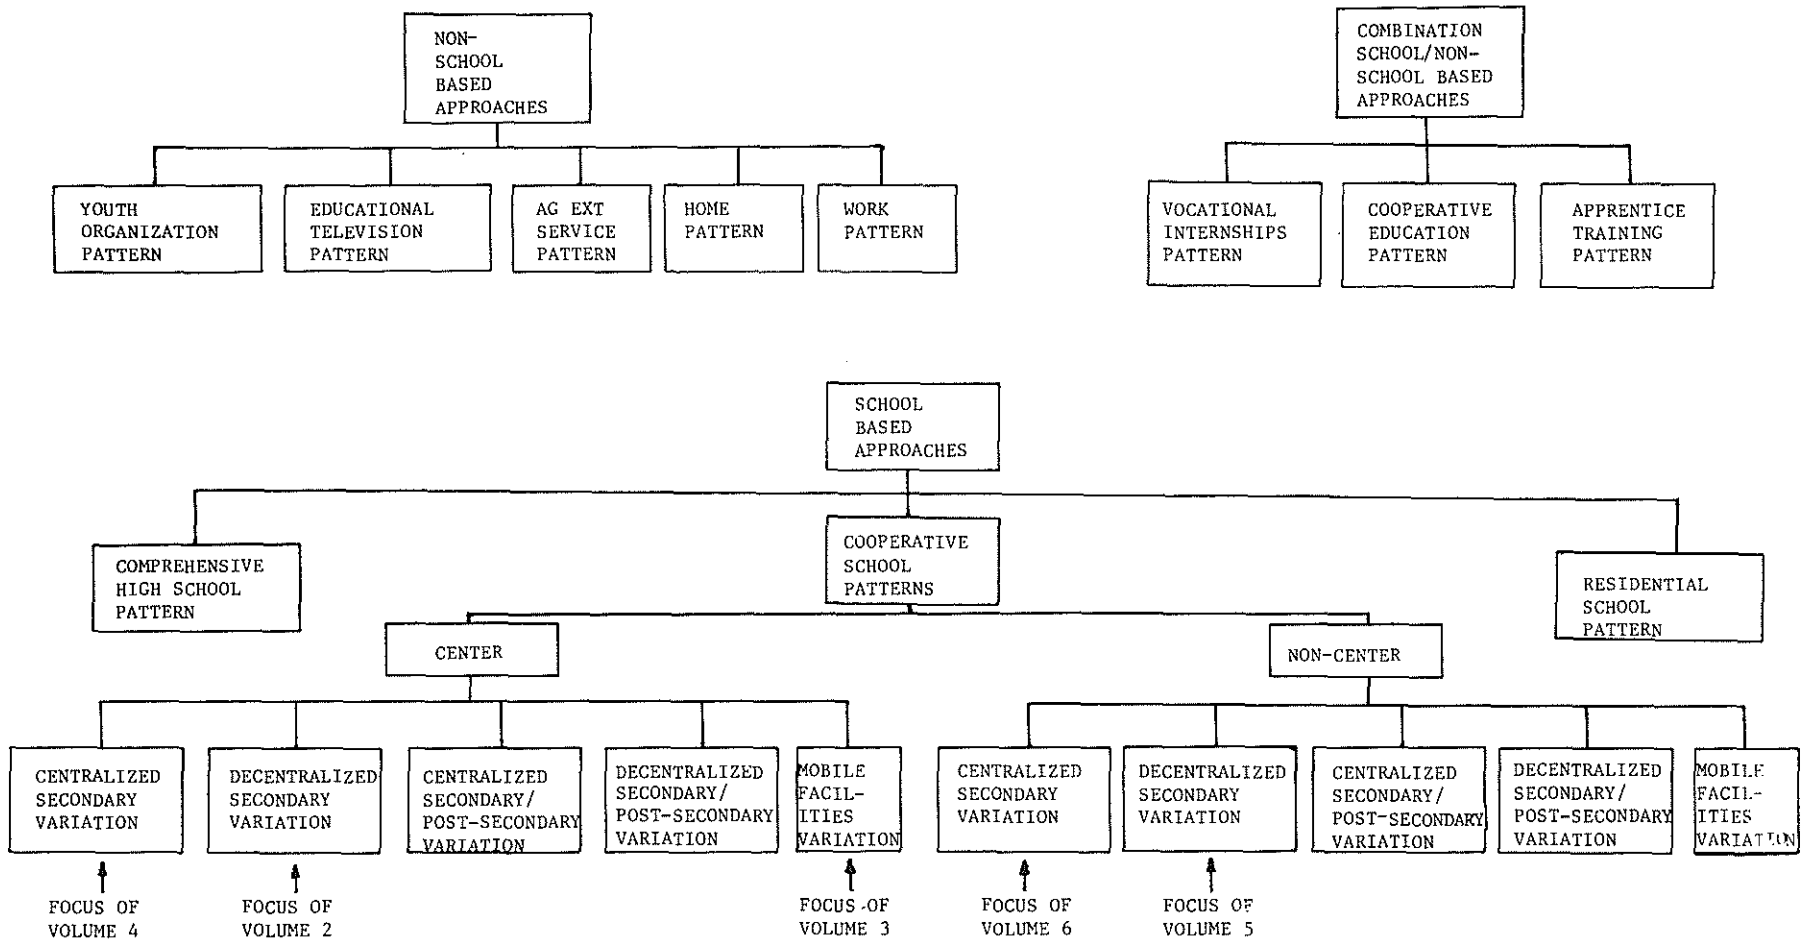 NON-
SCHOOL
BASED
APPROACHES
COMBINATION
SCHOOL/NON-
SCHOOL BASED
APPROACHES
YOUTH
ORGANIZATION
PATTERN
EDUCATIONAL
TELEVISION
PATTERN
AG EXT
SERVICE
PATTERN
HOME
PATTERN
WORK
PATTERN
VOCATIONAL
INTERNSHIPS
PATTERN
COOPERATIVE
EDUCATION
PATTERN
APPRENTICE
TRAINING
PATTERN
SCHOOL
BASED
APPROACHES
COMPREHENSIVE
HIGH SCHOOL
PATTERN
COOPERATIVE
SCHOOL
PATTERNS
RESIDENTIAL
SCHOOL
PATTERN
CENTER
NON-CENTER
CENTRALIZED
SECONDARY
VARIATION
DECENTRALIZED
SECONDARY
VARIATION
CENTRALIZED
SECONDARY/
POST-SECONDARY
VARIATION
DECENTRALIZED
SECONDARY/
POST-SECONDARY
VARIATION
MOBILE
FACIL-
ITIES
VARIATION
CENTRALIZED
SECONDARY
VARIATION
DECENTRALIZED
SECONDARY
VARIATION
CENTRALIZED
SECONDARY/
POST-SECONDARY
VARIATION
DECENTRALIZED
SECONDARY/
POST-SECONDARY
VARIATION
MOBILE
FACIL-
ITIES
VARIATION
FOCUS OF
VOLUME 4
FOCUS OF
VOLUME 2
FOCUS OF
VOLUME 3
FOCUS OF
VOLUME 6
FOCUS OF
VOLUME 5